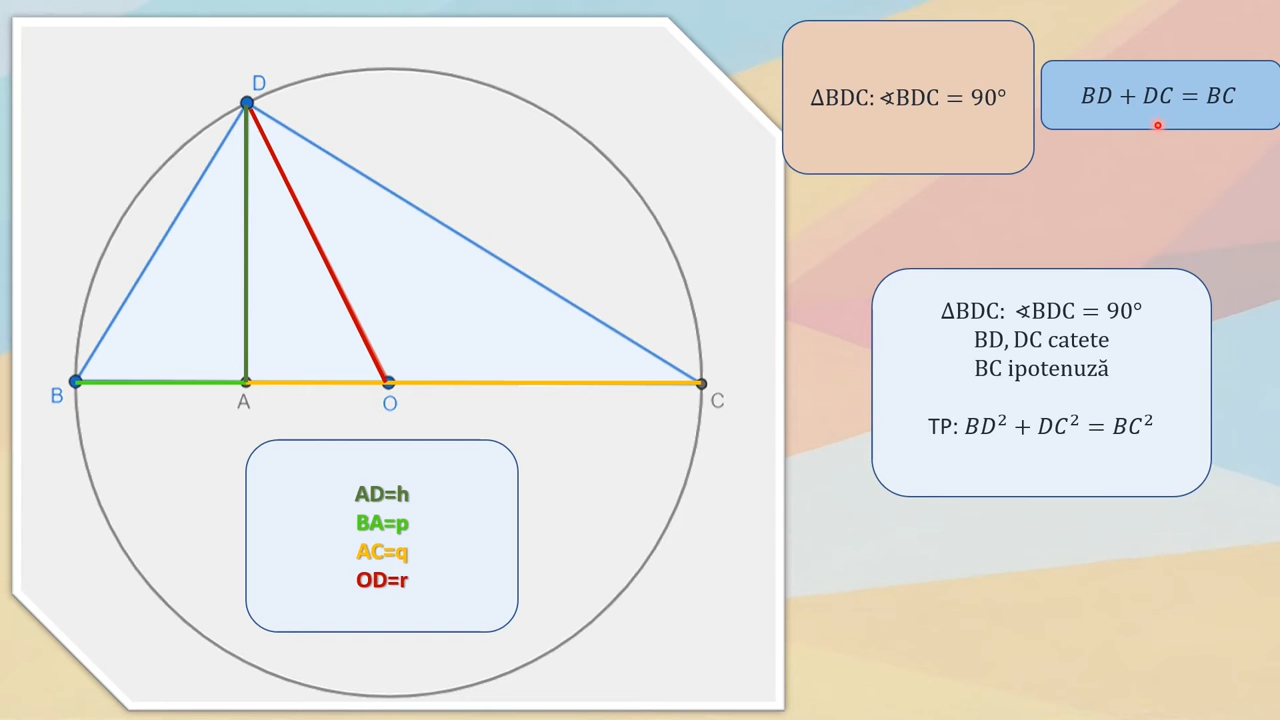 D
B
A
O
C
AD=h
BA=p
AC=q
OD=r
ΔBDC: ∢BDC = 90°
BD + DC = BC
ΔBDC: ∢BDC = 90°
BD, DC catete
BC ipotenuză
TP: BD² + DC² = BC²